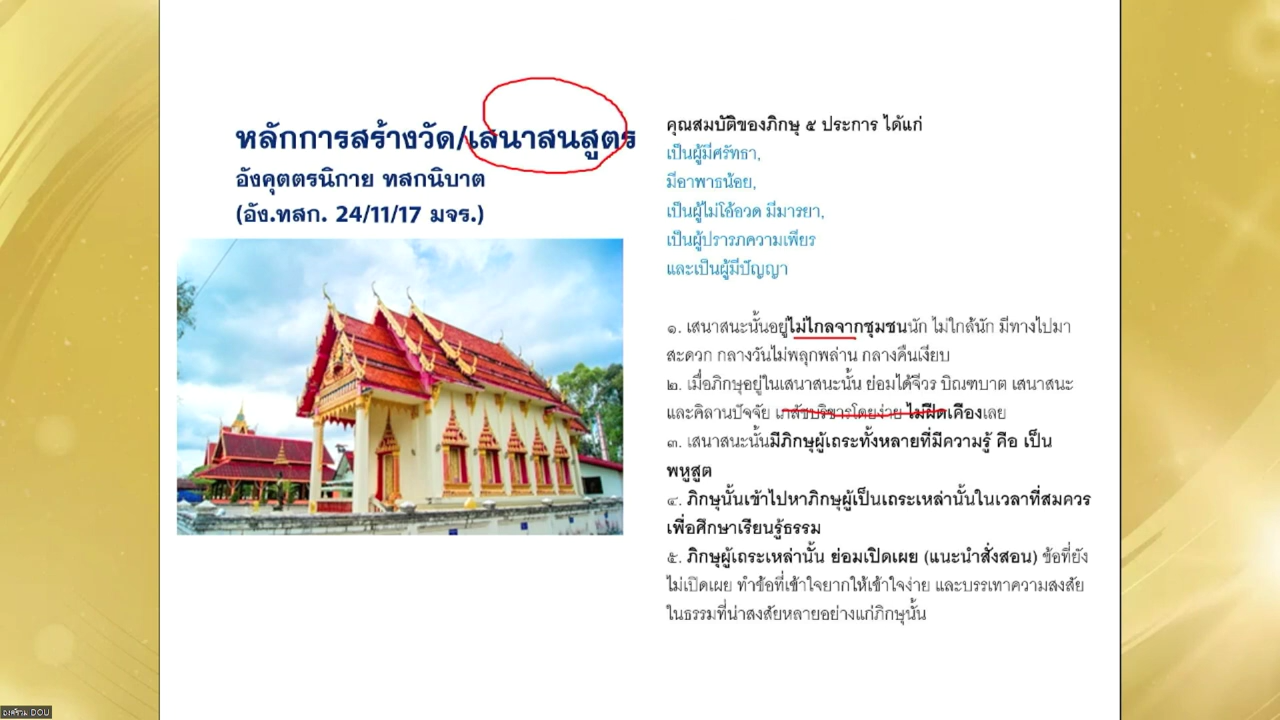 หลักการสร้างวัด/เสนาสนสูตร
อังคุตตรนิกาย ทสกนิบาต
(อัง.ทสก. 24/11/17 มจร.)
คุณสมบัติของภิกษุ ๕ ประการ ได้แก่
เป็นผู้มีศรัทธา,
มีอาพาธน้อย,
เป็นผู้ไม่โอ้อวด มีมารยา,
เป็นผู้ปรารภความเพียร
และเป็นผู้มีปัญญา
๑. เสนาสนะนั้นอยู่ไม่ไกลจากชุมชนนัก ไม่ใกล้นัก มีทางไปมา
สะดวก กลางวันไม่พลุกพล่าน กลางคืนเงียบ
๒. เมื่อภิกษุอยู่ในเสนาสนะนั้น ย่อมได้จีวร บิณฑบาต เสนาสนะ
และคิลานปัจจัย เภสัชบริขารโดยง่าย ไม่ฝืดเคืองเลย
๓. เสนาสนะนั้นมีภิกษุผู้เถระทั้งหลายที่มีความรู้ คือ เป็น
พหูสูต
๔. ภิกษุนั้นเข้าไปหาภิกษุผู้เป็นเถระเหล่านั้นในเวลาที่สมควร
เพื่อศึกษาเรียนรู้ธรรม
๕. ภิกษุผู้เถระเหล่านั้น ย่อมเปิดเผย (แนะนำสั่งสอน) ข้อที่ยัง
ไม่เปิดเผย ทำข้อที่เข้าใจยากให้เข้าใจง่าย และบรรเทาความสงสัย
ในธรรมที่น่าสงสัยหลายอย่างแก่ภิกษุนั้น
DOU